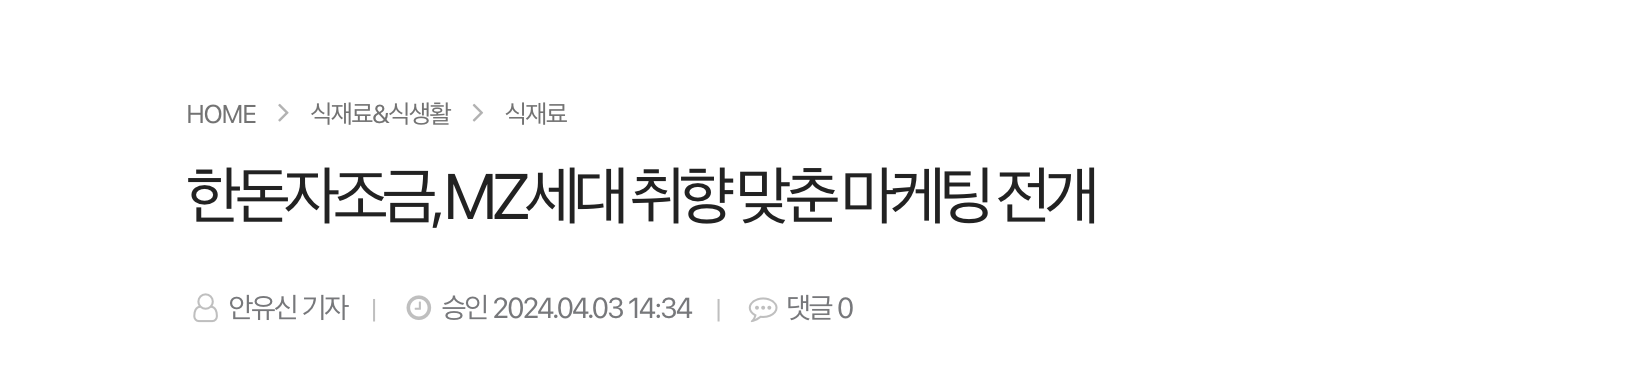 HOME > 식재료&식생활 > 식재료
한돈자조금, MZ세대 취향 맞춘 마케팅 전개
안유신 기자 | 승인 2024.04.03 14:34 | 댓글 0